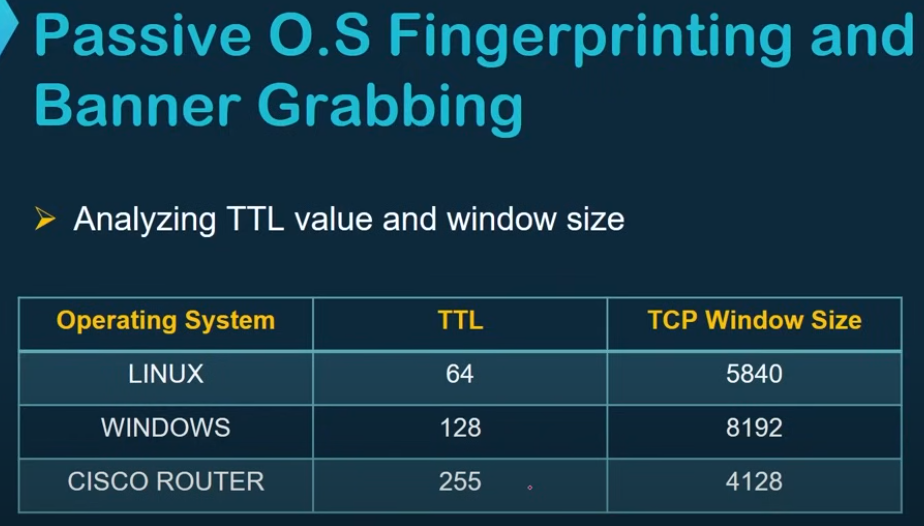 Passive O.S Fingerprinting and
Banner Grabbing
Analyzing TTL value and window size
Operating System TTL TCP Window Size
LINUX 64 5840
WINDOWS 128 8192
CISCO ROUTER 255 4128